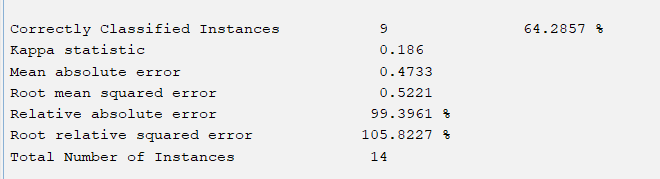 Correctly Classified Instances 9 64.2857 %
Kappa statistic 0.186
Mean absolute error 0.4733
Root mean squared error 0.5221
Relative absolute error 99.3961 %
Root relative squared error 105.8227 %
Total Number of Instances 14